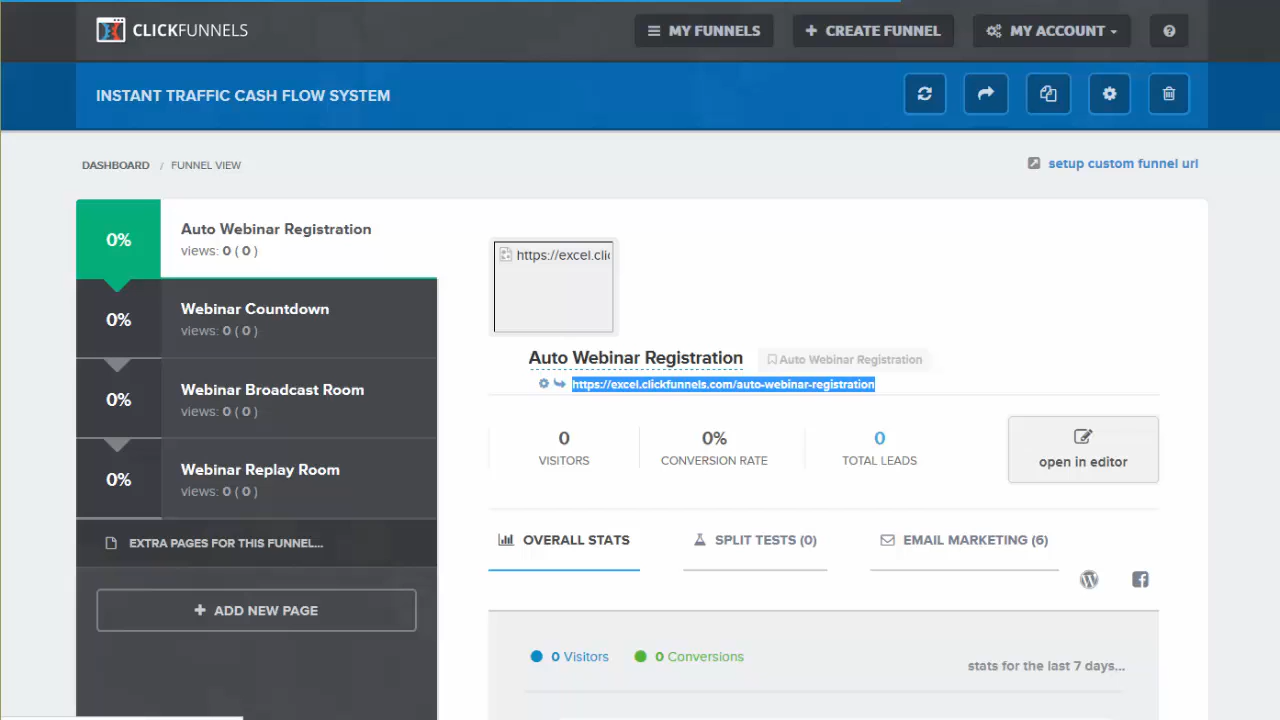 CLICKFUNNELS
MY FUNNELS
CREATE FUNNEL
MY ACCOUNT
INSTANT TRAFFIC CASH FLOW SYSTEM
DASHBOARD / FUNNEL VIEW
setup custom funnel url
0%
Auto Webinar Registration
views: 0 ( 0 )
0%
Webinar Countdown
views: 0 ( 0 )
0%
Webinar Broadcast Room
views: 0 ( 0 )
0%
Webinar Replay Room
views: 0 ( 0 )
EXTRA PAGES FOR THIS FUNNEL...
+ ADD NEW PAGE
https://excel.clic
Auto Webinar Registration
Auto Webinar Registration
https://excel.clickfunnels.com/auto-webinar-registration
0
VISITORS
0%
CONVERSION RATE
0
TOTAL LEADS
open in editor
OVERALL STATS
SPLIT TESTS (0)
EMAIL MARKETING (6)
0 Visitors
0 Conversions
stats for the last 7 days...